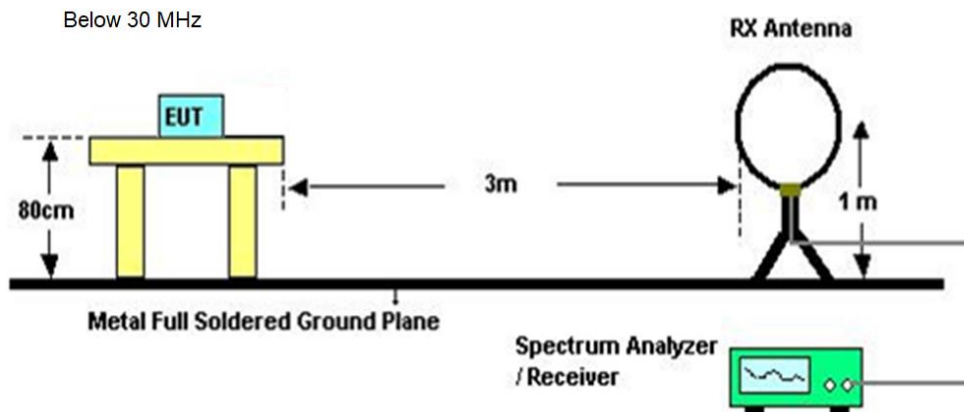 Below 30 MHz
RX Antenna
EUT
80cm
3m
1 m
Metal Full Soldered Ground Plane
Spectrum Analyzer
/ Receiver